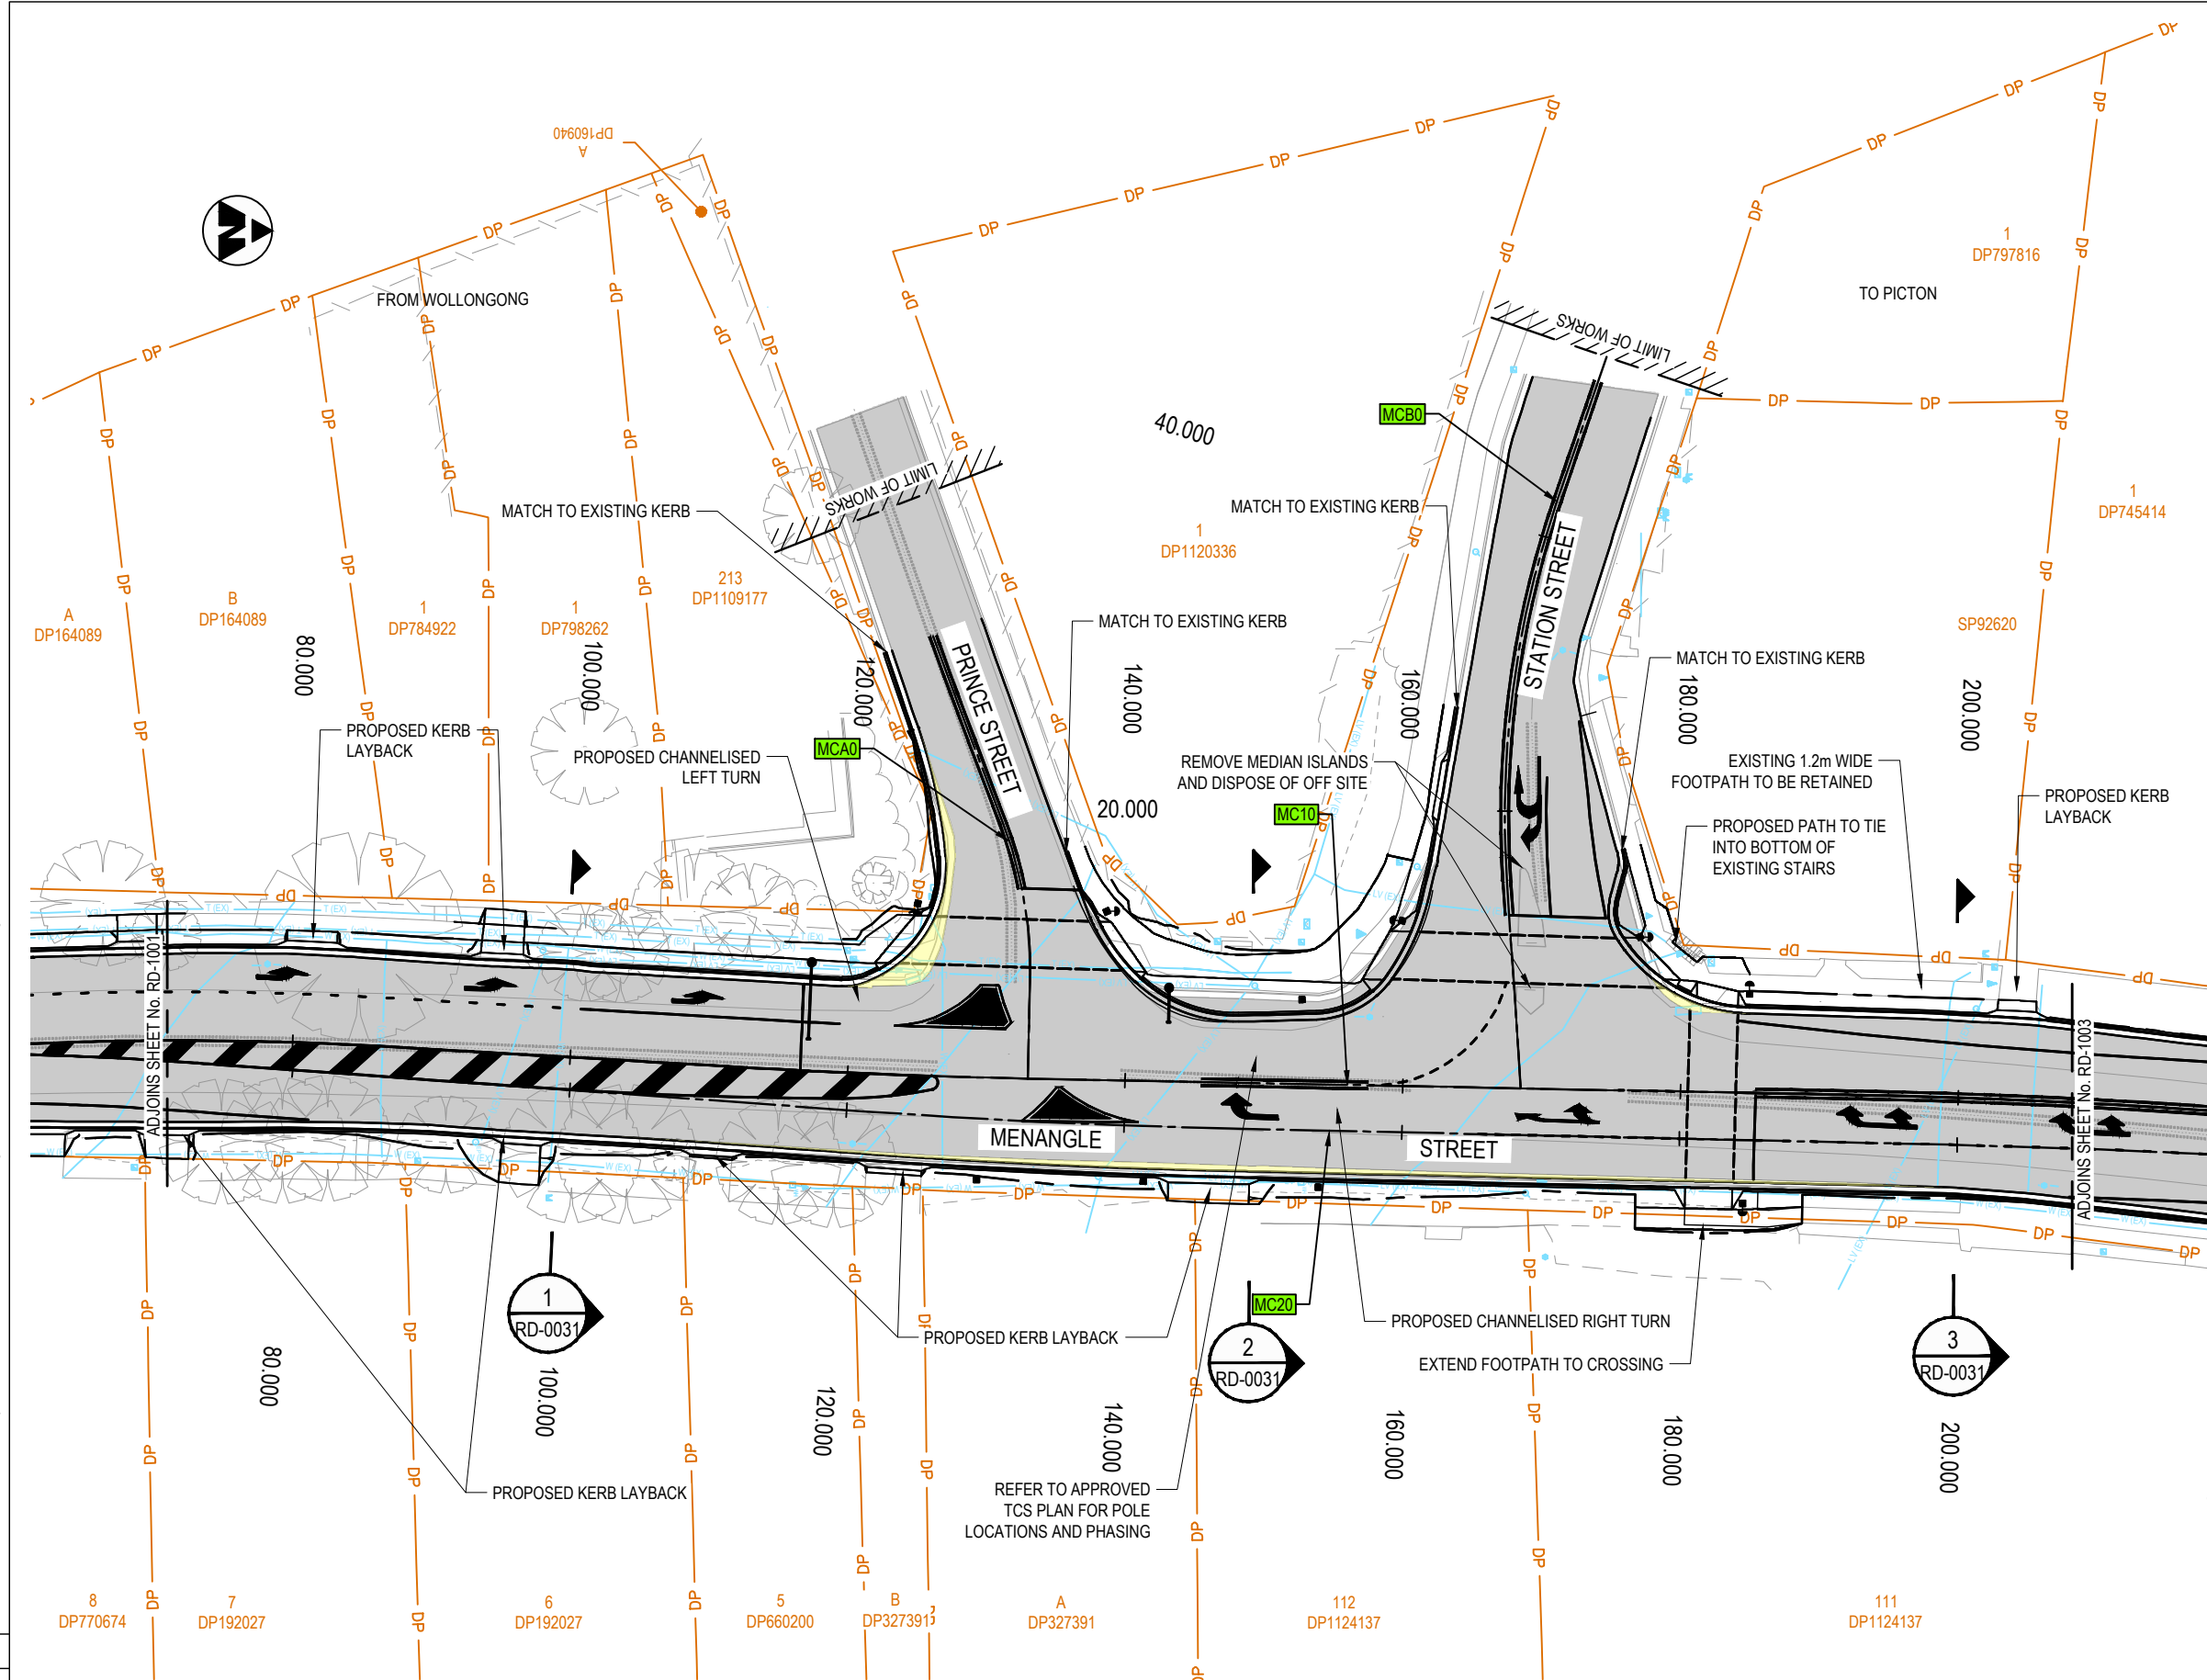 DP160940
A
N
FROM WOLLONGONG
TO PICTON
1
DP797816
LIMIT OF WORKS
LIMIT OF WORKS
MCB0
40.000
MATCH TO EXISTING KERB
MATCH TO EXISTING KERB
1
DP745414
1
DP1120336
STATION STREET
213
DP1109177
A
DP164089
B
DP164089
1
DP784922
1
DP798262
MATCH TO EXISTING KERB
SP92620
MATCH TO EXISTING KERB
PRINCE STREET
80.000
100.000
120.000
140.000
160.000
180.000
200.000
PROPOSED KERB
LAYBACK
PROPOSED CHANNELISED
LEFT TURN
MCA0
REMOVE MEDIAN ISLANDS
AND DISPOSE OF OFF SITE
EXISTING 1.2m WIDE
FOOTPATH TO BE RETAINED
PROPOSED KERB
LAYBACK
20.000
MC10
PROPOSED PATH TO TIE
INTO BOTTOM OF
EXISTING STAIRS
ADJOINS SHEET No. RD-1001
ADJOINS SHEET No. RD-1003
MENANGLE
STREET
1
RD-0031
2
RD-0031
3
RD-0031
MC20
PROPOSED KERB LAYBACK
PROPOSED CHANNELISED RIGHT TURN
EXTEND FOOTPATH TO CROSSING
80.000
100.000
120.000
140.000
160.000
180.000
200.000
PROPOSED KERB LAYBACK
REFER TO APPROVED
TCS PLAN FOR POLE
LOCATIONS AND PHASING
8
DP770674
7
DP192027
6
DP192027
5
DP660200
B
DP327391
A
DP327391
112
DP1124137
111
DP1124137